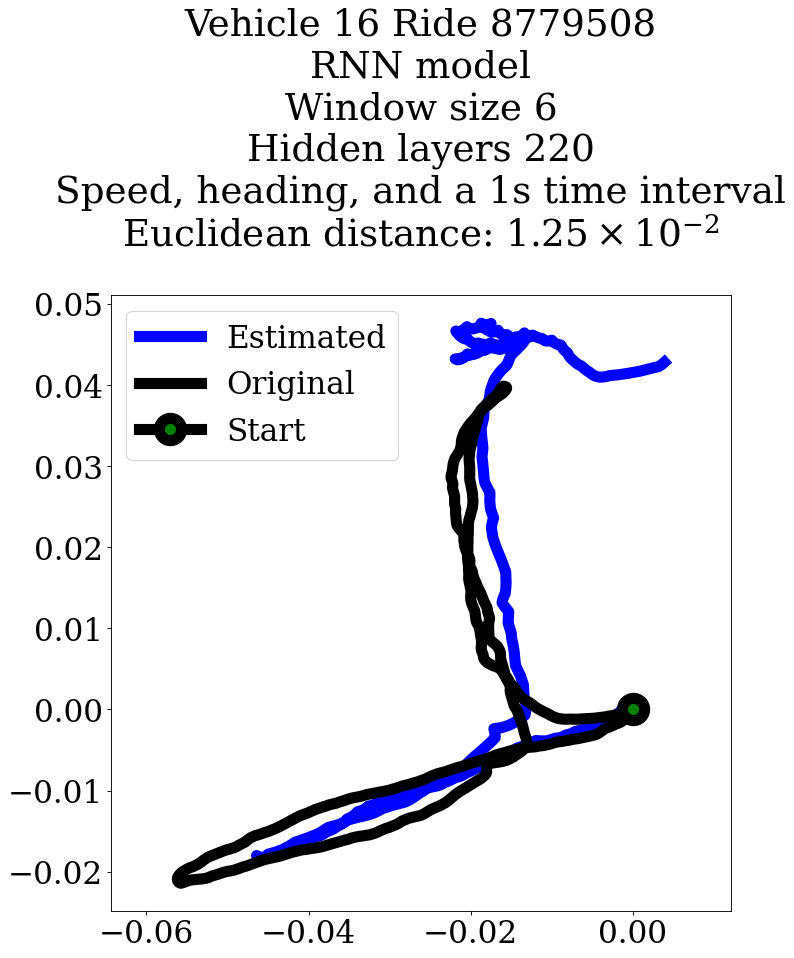 Vehicle 16 Ride 8779508
RNN model
Window size 6
Hidden layers 220
Speed, heading, and a 1s time interval
Euclidean distance: 1.25 × 10⁻²
Estimated
Original
Start
0.05
0.04
0.03
0.02
0.01
0.00
−0.01
−0.02
−0.06 −0.04 −0.02 0.00